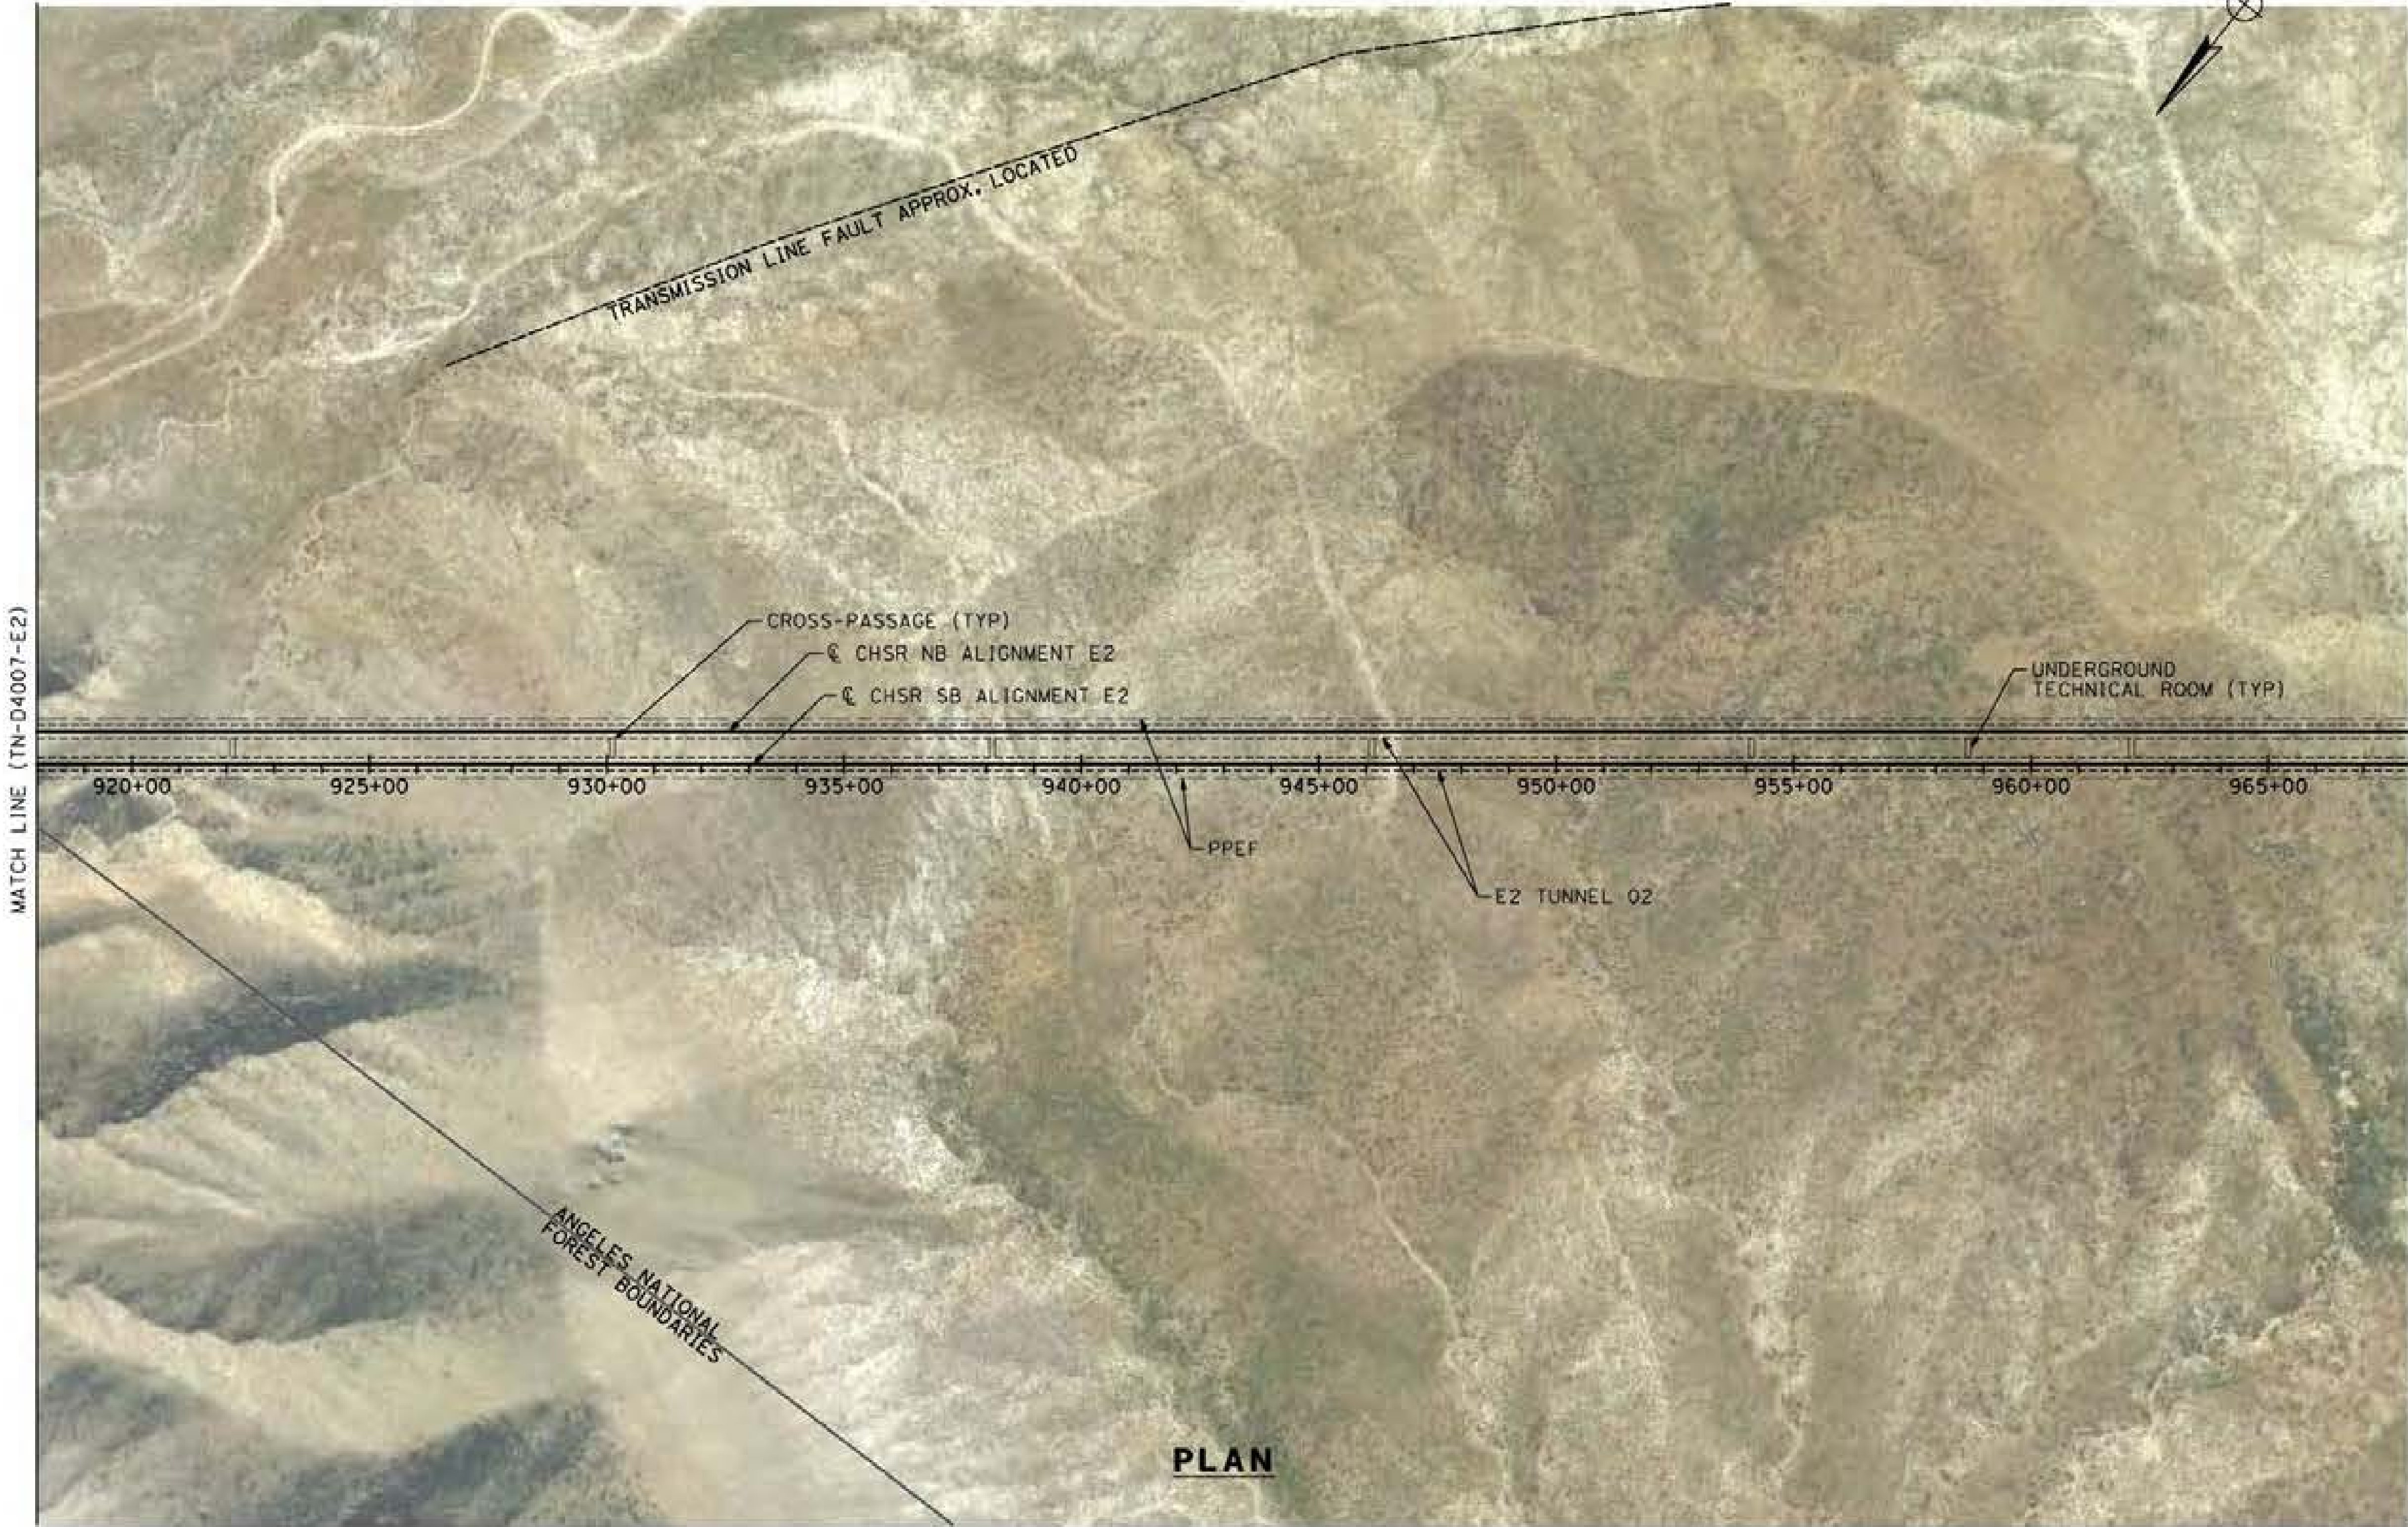 TRANSMISSION LINE FAULT APPROX. LOCATED
MATCH LINE (TN-D4007-E2)
CROSS-PASSAGE (TYP)
℄ CHSR NB ALIGNMENT E2
℄ CHSR SB ALIGNMENT E2
UNDERGROUND
TECHNICAL ROOM (TYP)
920+00 925+00 930+00 935+00 940+00 945+00 950+00 955+00 960+00 965+00
PPEF
E2 TUNNEL 02
ANGELES NATIONAL
FOREST BOUNDARIES
PLAN